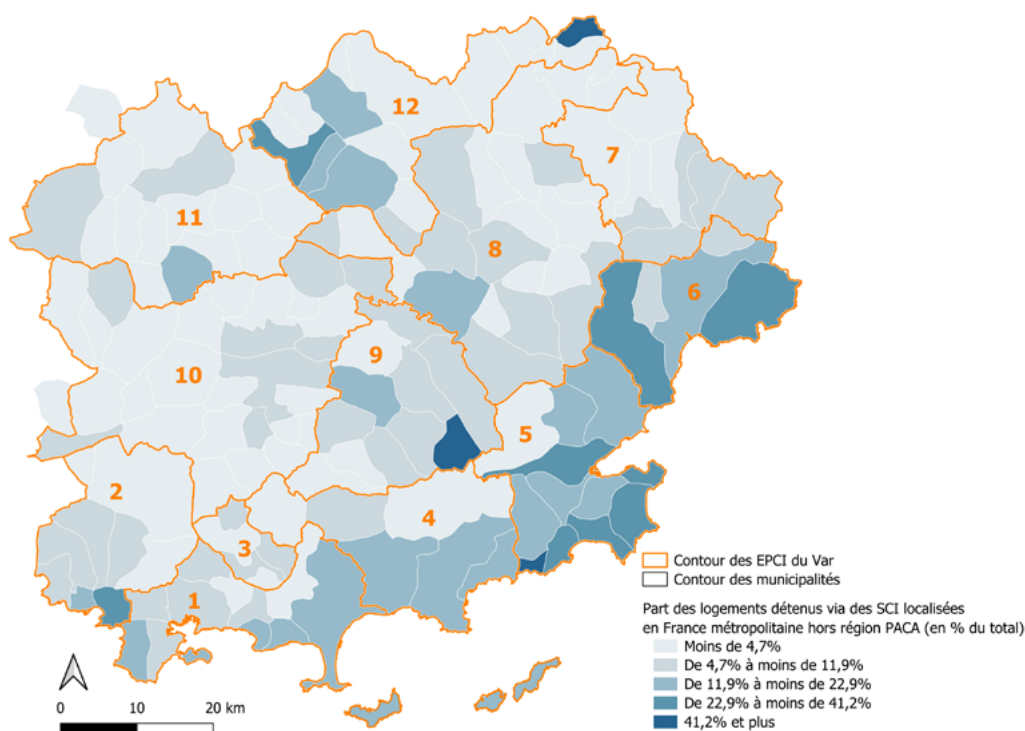 12
7
11
8
6
9
10
5
2
4
3
1
Contour des EPCI du Var
Contour des municipalités
Part des logements détenus via des SCI localisées
en France métropolitaine hors région PACA (en % du total)
Moins de 4,7%
De 4,7% à moins de 11,9%
De 11,9% à moins de 22,9%
De 22,9% à moins de 41,2%
41,2% et plus
0 10 20 km